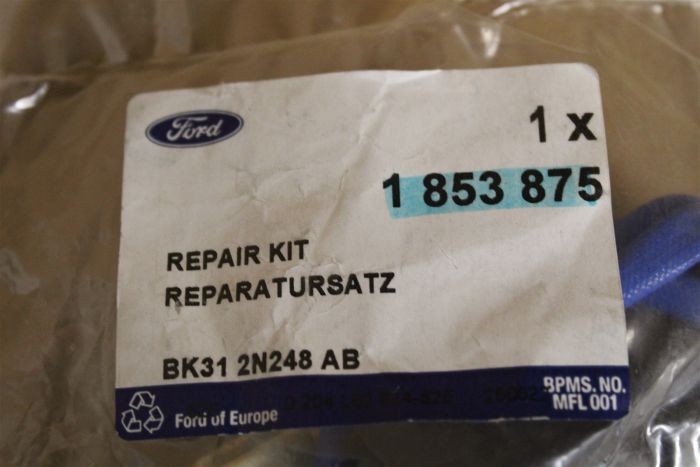 Ford
1 x
1 853 875
REPAIR KIT
REPARATURSATZ
BK31 2N248 AB
BPMS. NO.
MFL 001
Ford of Europe